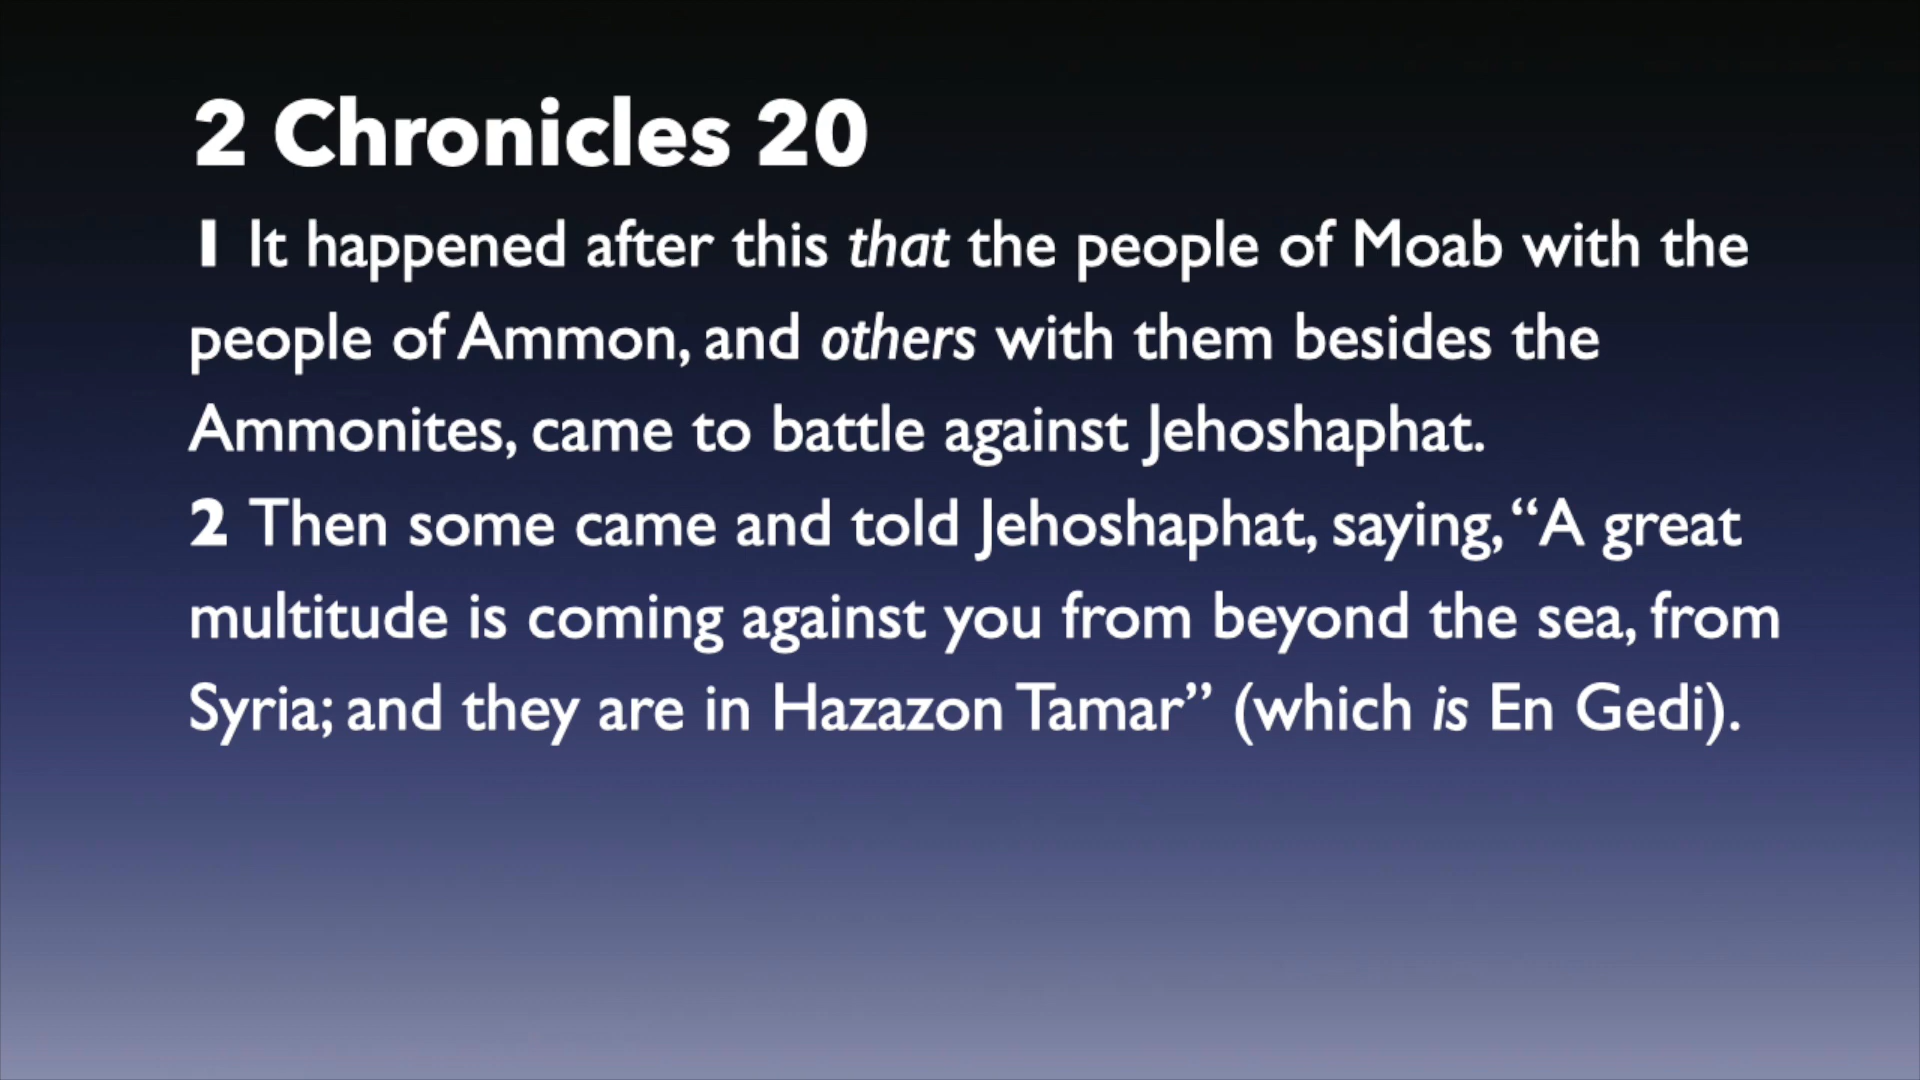 2 Chronicles 20
1 It happened after this that the people of Moab with the
people of Ammon, and others with them besides the
Ammonites, came to battle against Jehoshaphat.
2 Then some came and told Jehoshaphat, saying, “A great
multitude is coming against you from beyond the sea, from
Syria; and they are in Hazazon Tamar” (which is En Gedi).